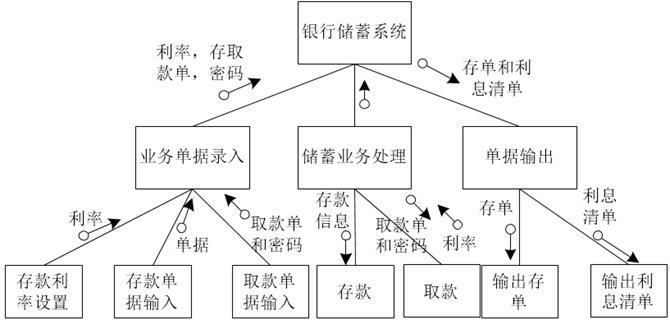 银行储蓄系统
利率，存取
款单，密码
存单和利
息清单
业务单据录入
储蓄业务处理
单据输出
利率
单据
取款单
和密码
存款
信息
取款单
和密码
利率
存单
利息
清单
存款利
率设置
存款单
据输入
取款单
据输入
存款
取款
输出存
单
输出利
息清单